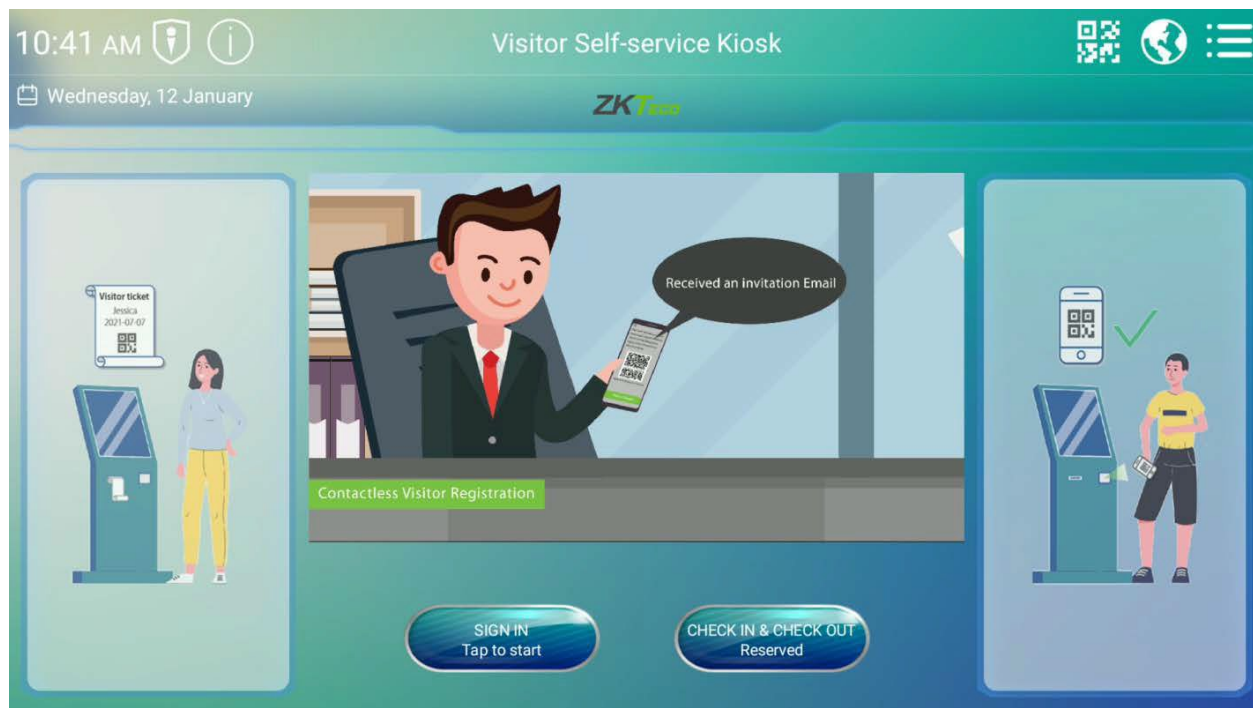 10:41 AM
Visitor Self-service Kiosk
Wednesday, 12 January
ZKTeco
Visitor ticket
Jessica
2021-07-07
Received an invitation Email
Contactless Visitor Registration
SIGN IN
Tap to start
CHECK IN & CHECK OUT
Reserved